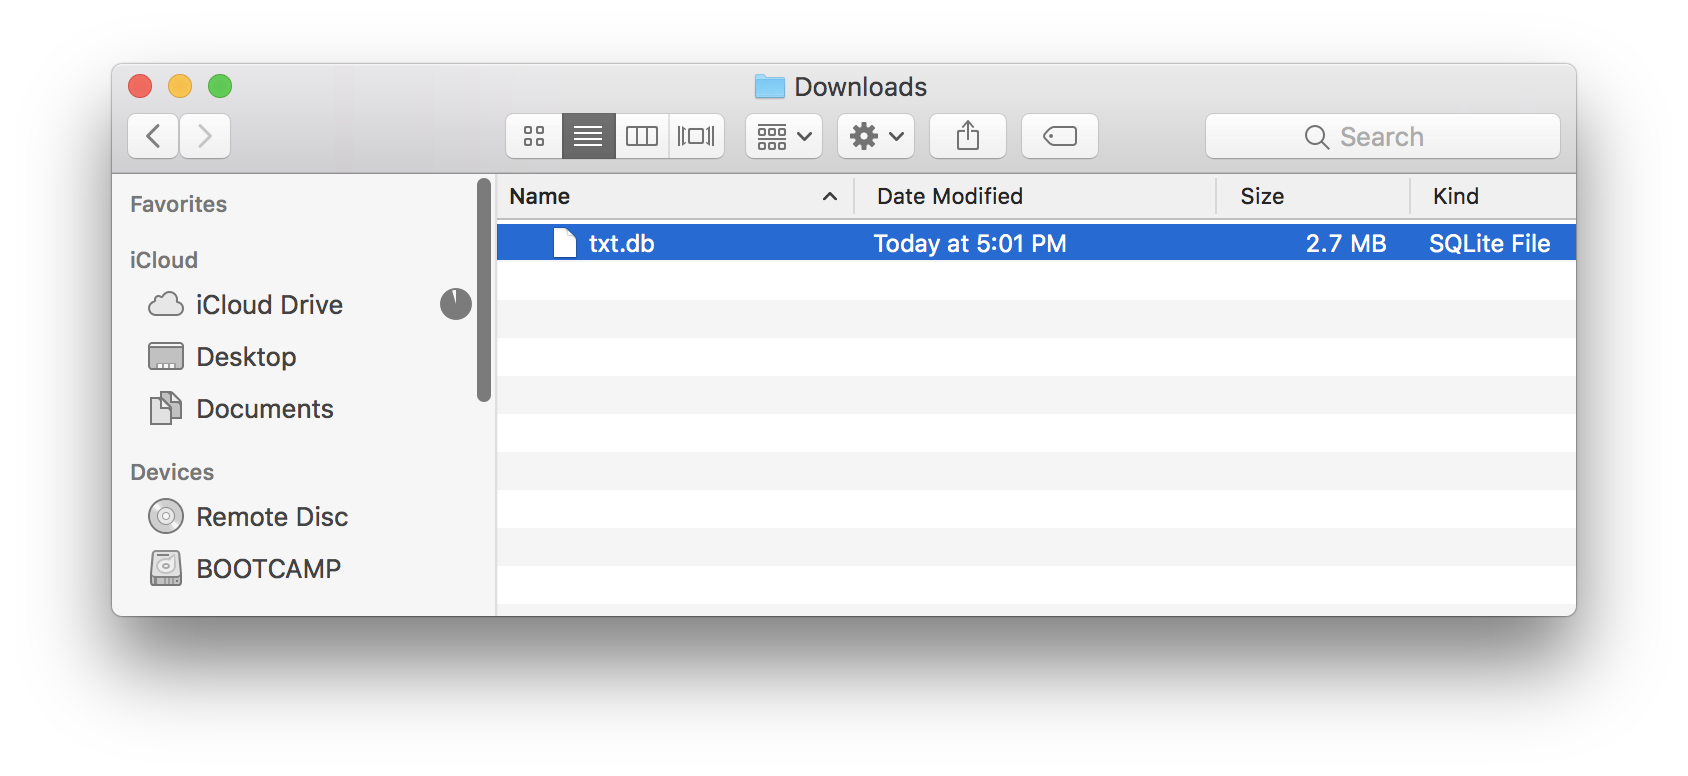 Downloads
Search
Favorites
iCloud
iCloud Drive
Desktop
Documents
Devices
Remote Disc
BOOTCAMP
Name Date Modified Size Kind
txt.db Today at 5:01 PM 2.7 MB SQLite File